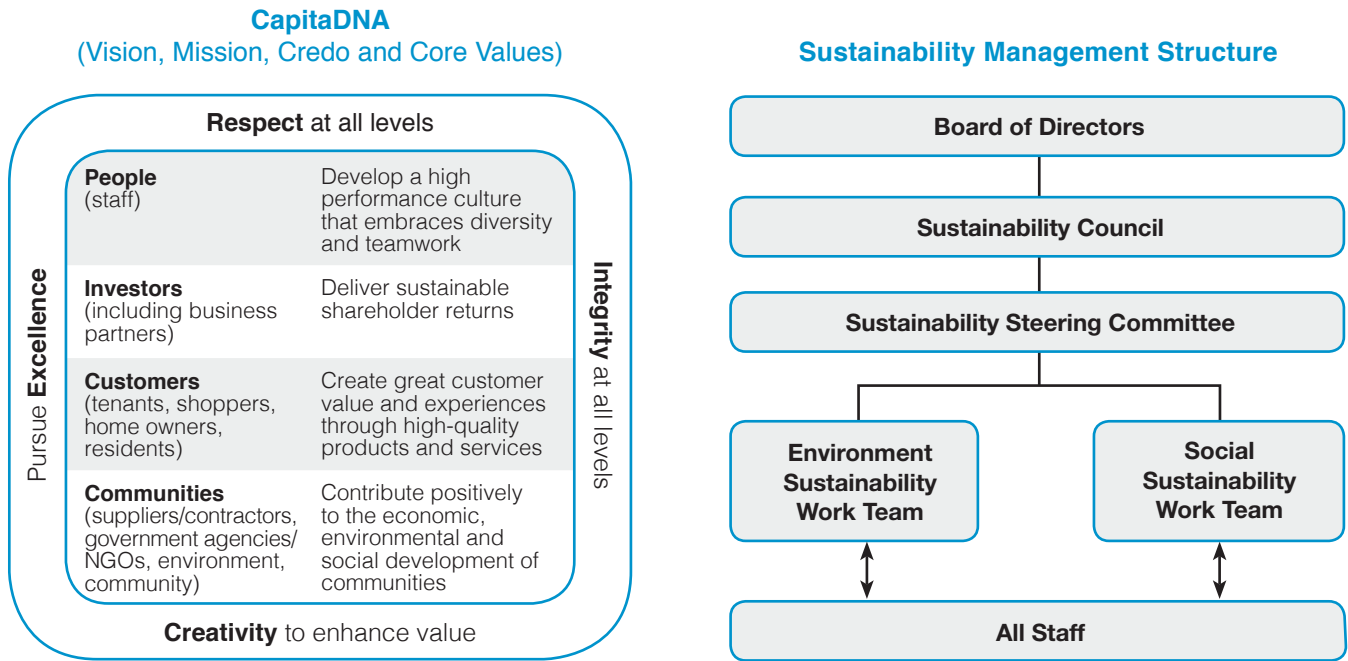 CapitaDNA
(Vision, Mission, Credo and Core Values)
Respect at all levels
Pursue Excellence
People
(staff)
Develop a high
performance culture
that embraces diversity
and teamwork
Investors
(including business
partners)
Deliver sustainable
shareholder returns
Customers
(tenants, shoppers,
home owners,
residents)
Create great customer
value and experiences
through high-quality
products and services
Communities
(suppliers/contractors,
government agencies/
NGOs, environment,
community)
Contribute positively
to the economic,
environmental and
social development of
communities
Integrity at all levels
Creativity to enhance value
Sustainability Management Structure
Board of Directors
Sustainability Council
Sustainability Steering Committee
Environment
Sustainability
Work Team
Social
Sustainability
Work Team
All Staff